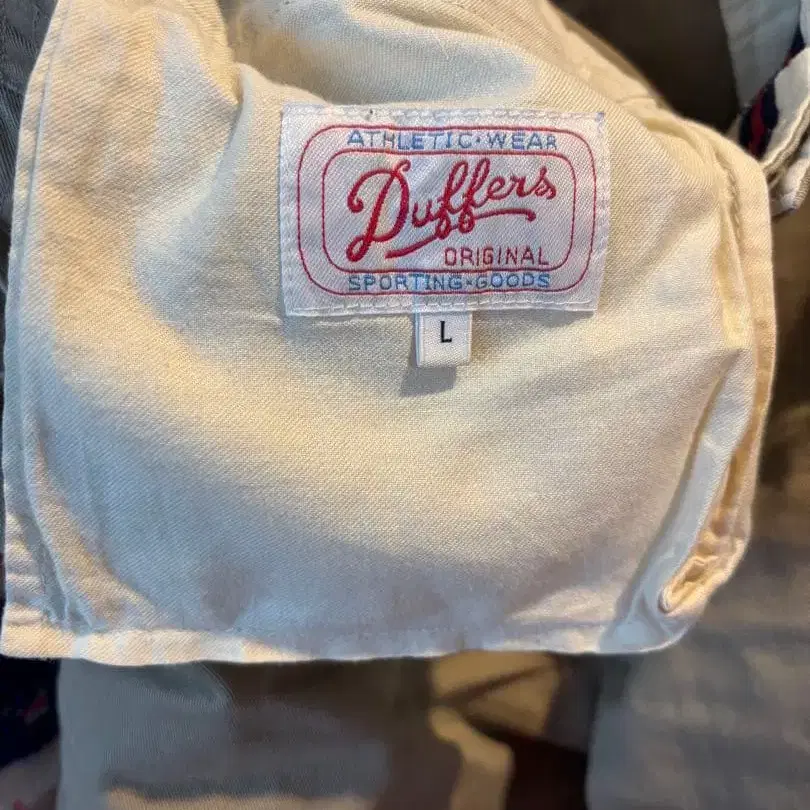 ATHLETIC·WEAR
Duffers
ORIGINAL
SPORTING·GOODS
L